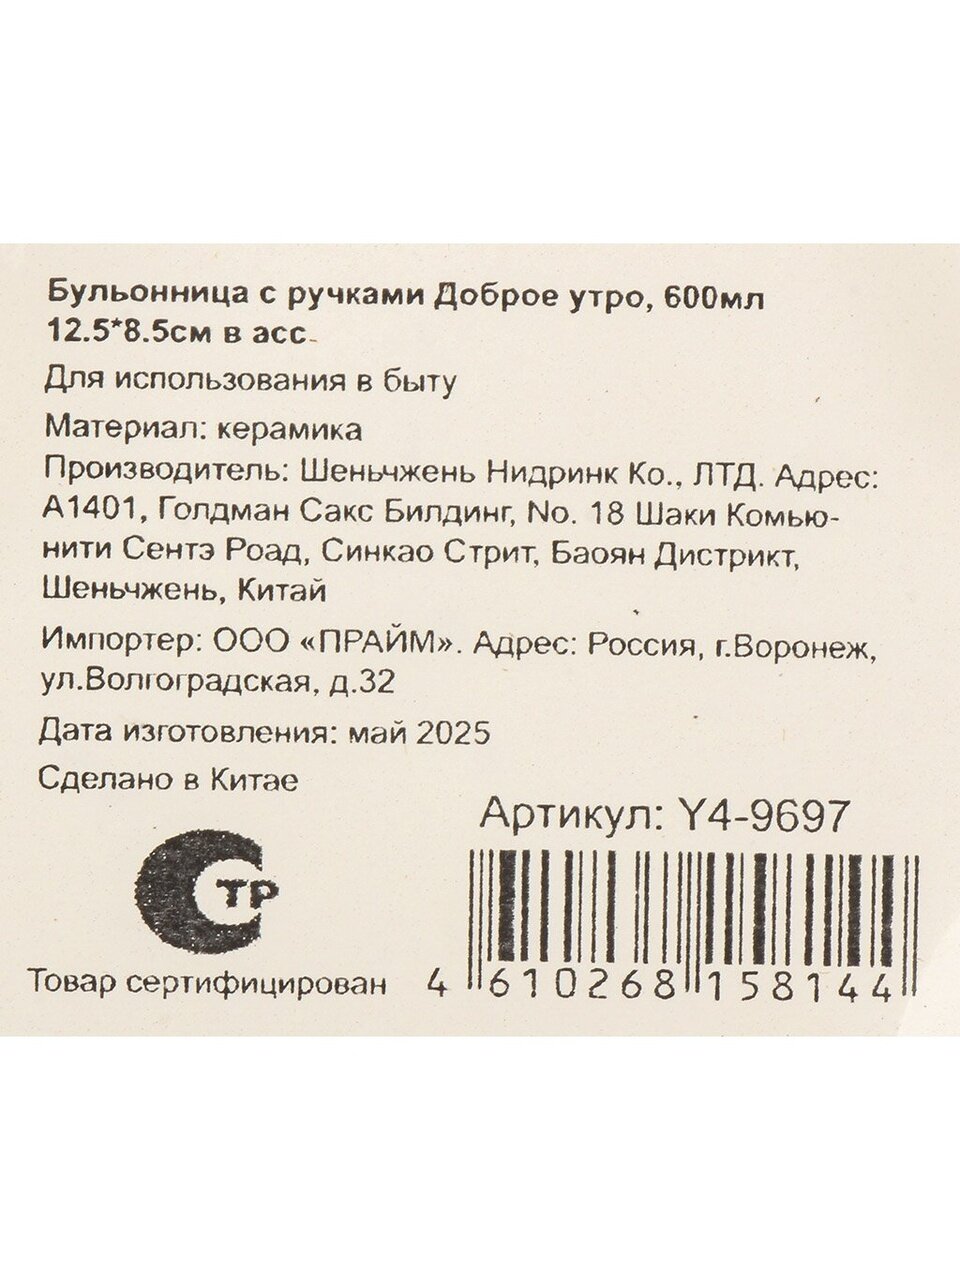 Бульонница с ручками Доброе утро, 600мл
12.5*8.5см в асс.
Для использования в быту
Материал: керамика
Производитель: Шеньчжень Нидринк Ко., ЛТД. Адрес:
А1401, Голдман Сакс Билдинг, No. 18 Шаки Комью-
нити Сентэ Роад, Синкао Стрит, Баоян Дистрикт,
Шеньчжень, Китай
Импортер: ООО «ПРАЙМ». Адрес: Россия, г.Воронеж,
ул.Волгоградская, д.32
Дата изготовления: май 2025
Сделано в Китае
Артикул: Y4-9697
СТР
Товар сертифицирован
4 610268 158144